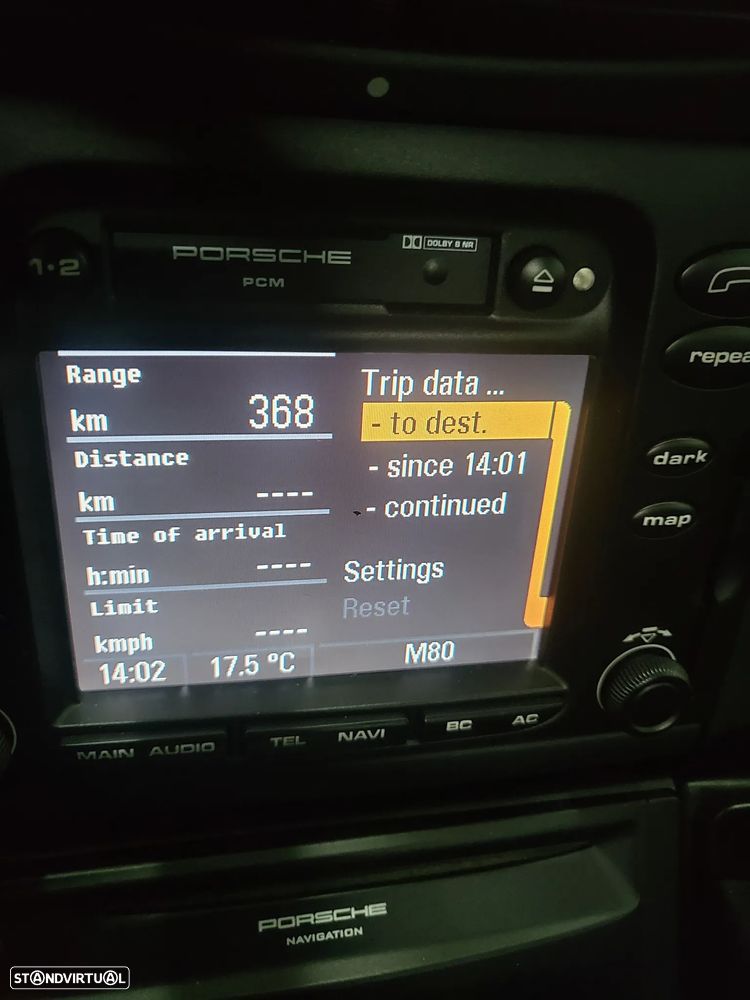 DOLBY B NR
PORSCHE
PCM
1·2
Range
km 368
Distance
km ----
Time of arrival
h:min ----
Limit
kmph ----
14:02 17.5 ºC M80
Trip data ...
- to dest.
- since 14:01
- continued
Settings
Reset
repea
dark
map
MAIN AUDIO
TEL NAVI
BC AC
PORSCHE
NAVIGATION
STANDVIRTUAL